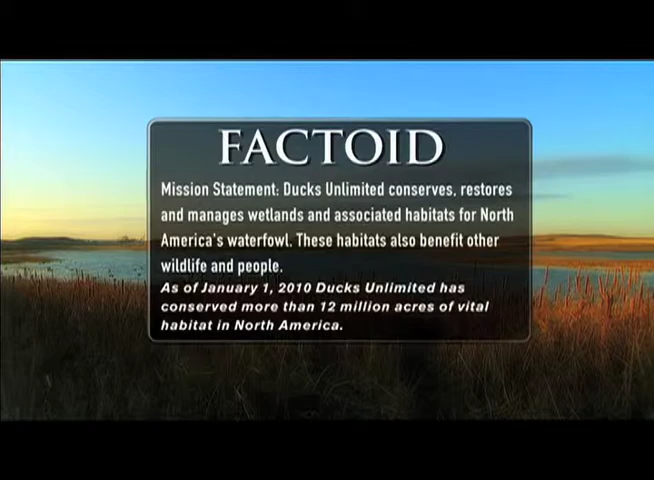 FACTOID
Mission Statement: Ducks Unlimited conserves, restores
and manages wetlands and associated habitats for North
America's waterfowl. These habitats also benefit other
wildlife and people.
As of January 1, 2010 Ducks Unlimited has
conserved more than 12 million acres of vital
habitat in North America.